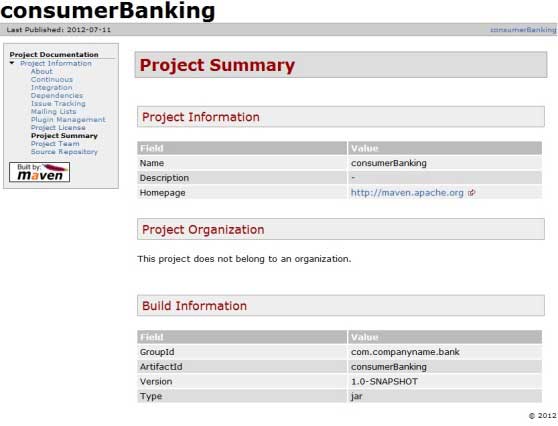 consumerBanking
Last Published: 2012-07-11
consumerBanking
Project Documentation
Project Information
About
Continuous
Integration
Dependencies
Issue Tracking
Mailing Lists
Plugin Management
Project License
Project Summary
Project Team
Source Repository
Built by:
maven
Project Summary
Project Information
Field Value
Name consumerBanking
Description -
Homepage http://maven.apache.org
Project Organization
This project does not belong to an organization.
Build Information
Field Value
GroupId com.companyname.bank
ArtifactId consumerBanking
Version 1.0-SNAPSHOT
Type jar
© 2012